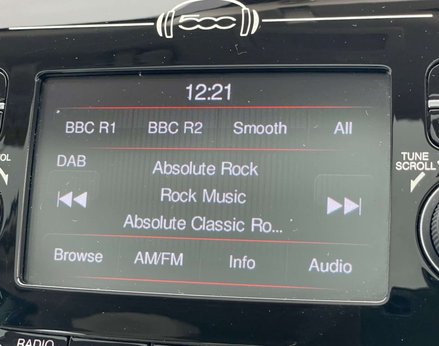 500
12:21
BBC R1 BBC R2 Smooth All
DAB
Absolute Rock
Rock Music
Absolute Classic Ro...
Browse AM/FM Info Audio
TUNE
SCROLL
RADIO